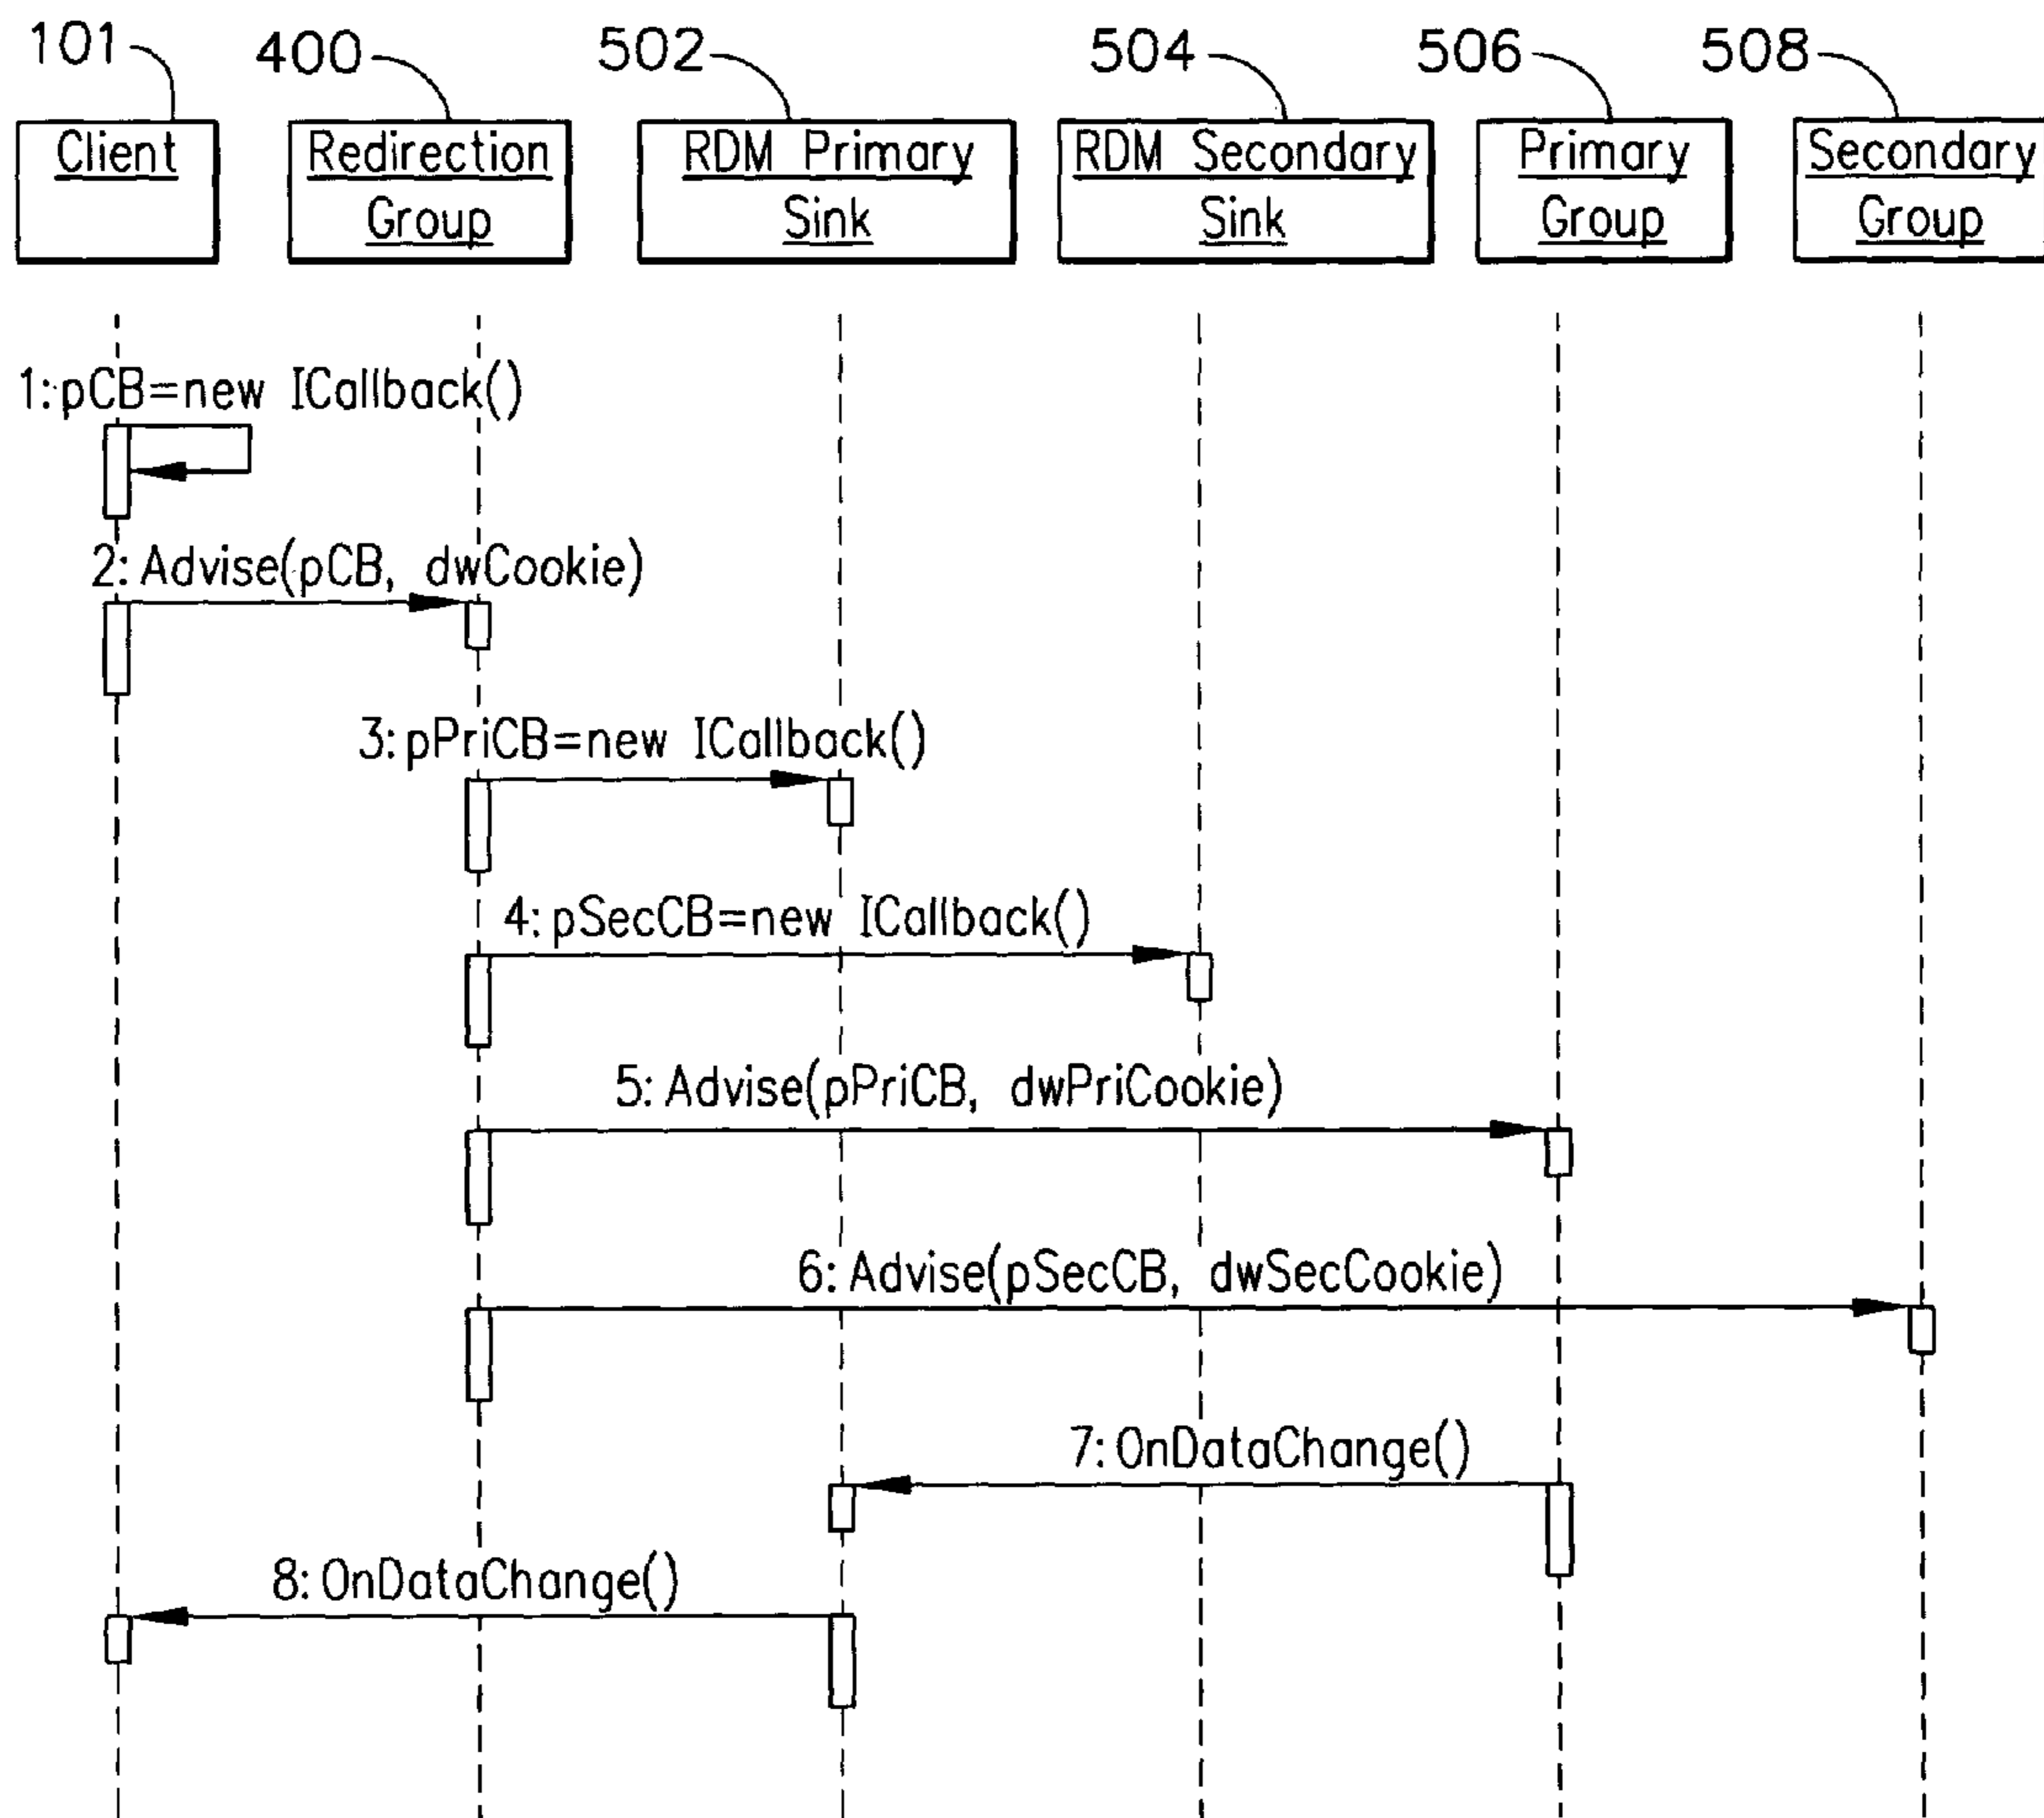 101 400 502 504 506 508
Client Redirection RDM Primary RDM Secondary Primary Secondary
Group Sink Sink Group Group
1:pCB=new ICallback()
2: Advise(pCB, dwCookie)
3: pPriCB=new ICallback()
4: pSecCB=new ICallback()
5: Advise(pPriCB, dwPriCookie)
6: Advise(pSecCB, dwSecCookie)
7: OnDataChange()
8: OnDataChange()